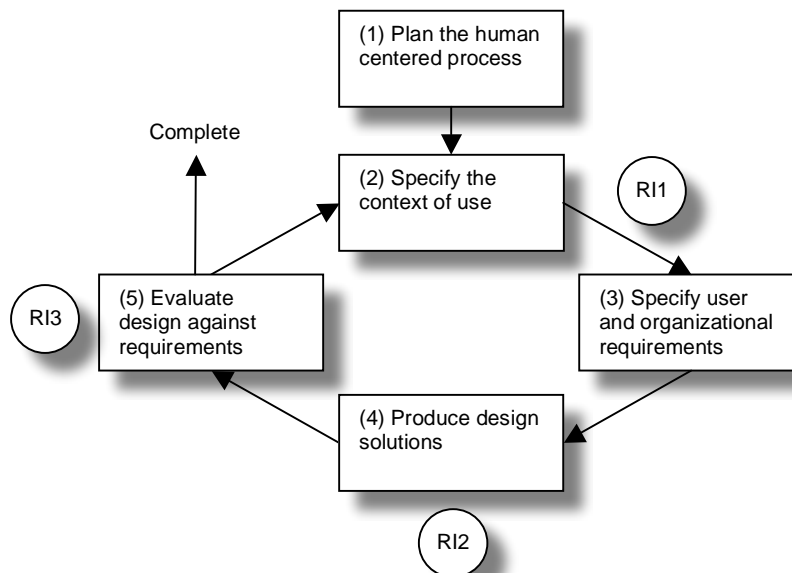 (1) Plan the human
centered process
Complete
(2) Specify the
context of use
RI1
(5) Evaluate
design against
requirements
RI3
(3) Specify user
and organizational
requirements
(4) Produce design
solutions
RI2